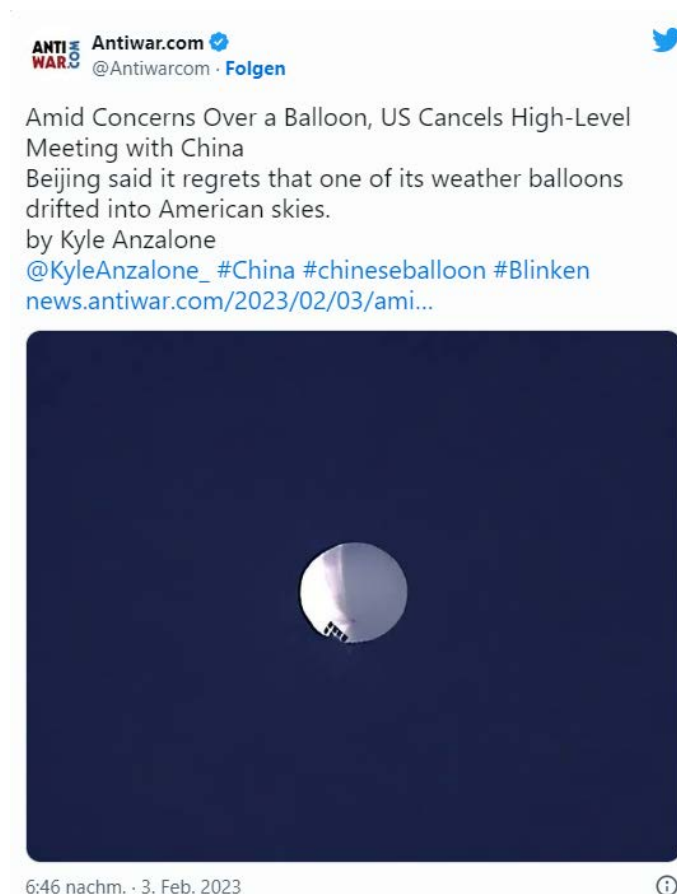 ANTI
WAR.COM
Antiwar.com
@Antiwarcom · Folgen
Amid Concerns Over a Balloon, US Cancels High-Level
Meeting with China
Beijing said it regrets that one of its weather balloons
drifted into American skies.
by Kyle Anzalone
@KyleAnzalone_ #China #chineseballoon #Blinken
news.antiwar.com/2023/02/03/ami...
6:46 nachm. · 3. Feb. 2023